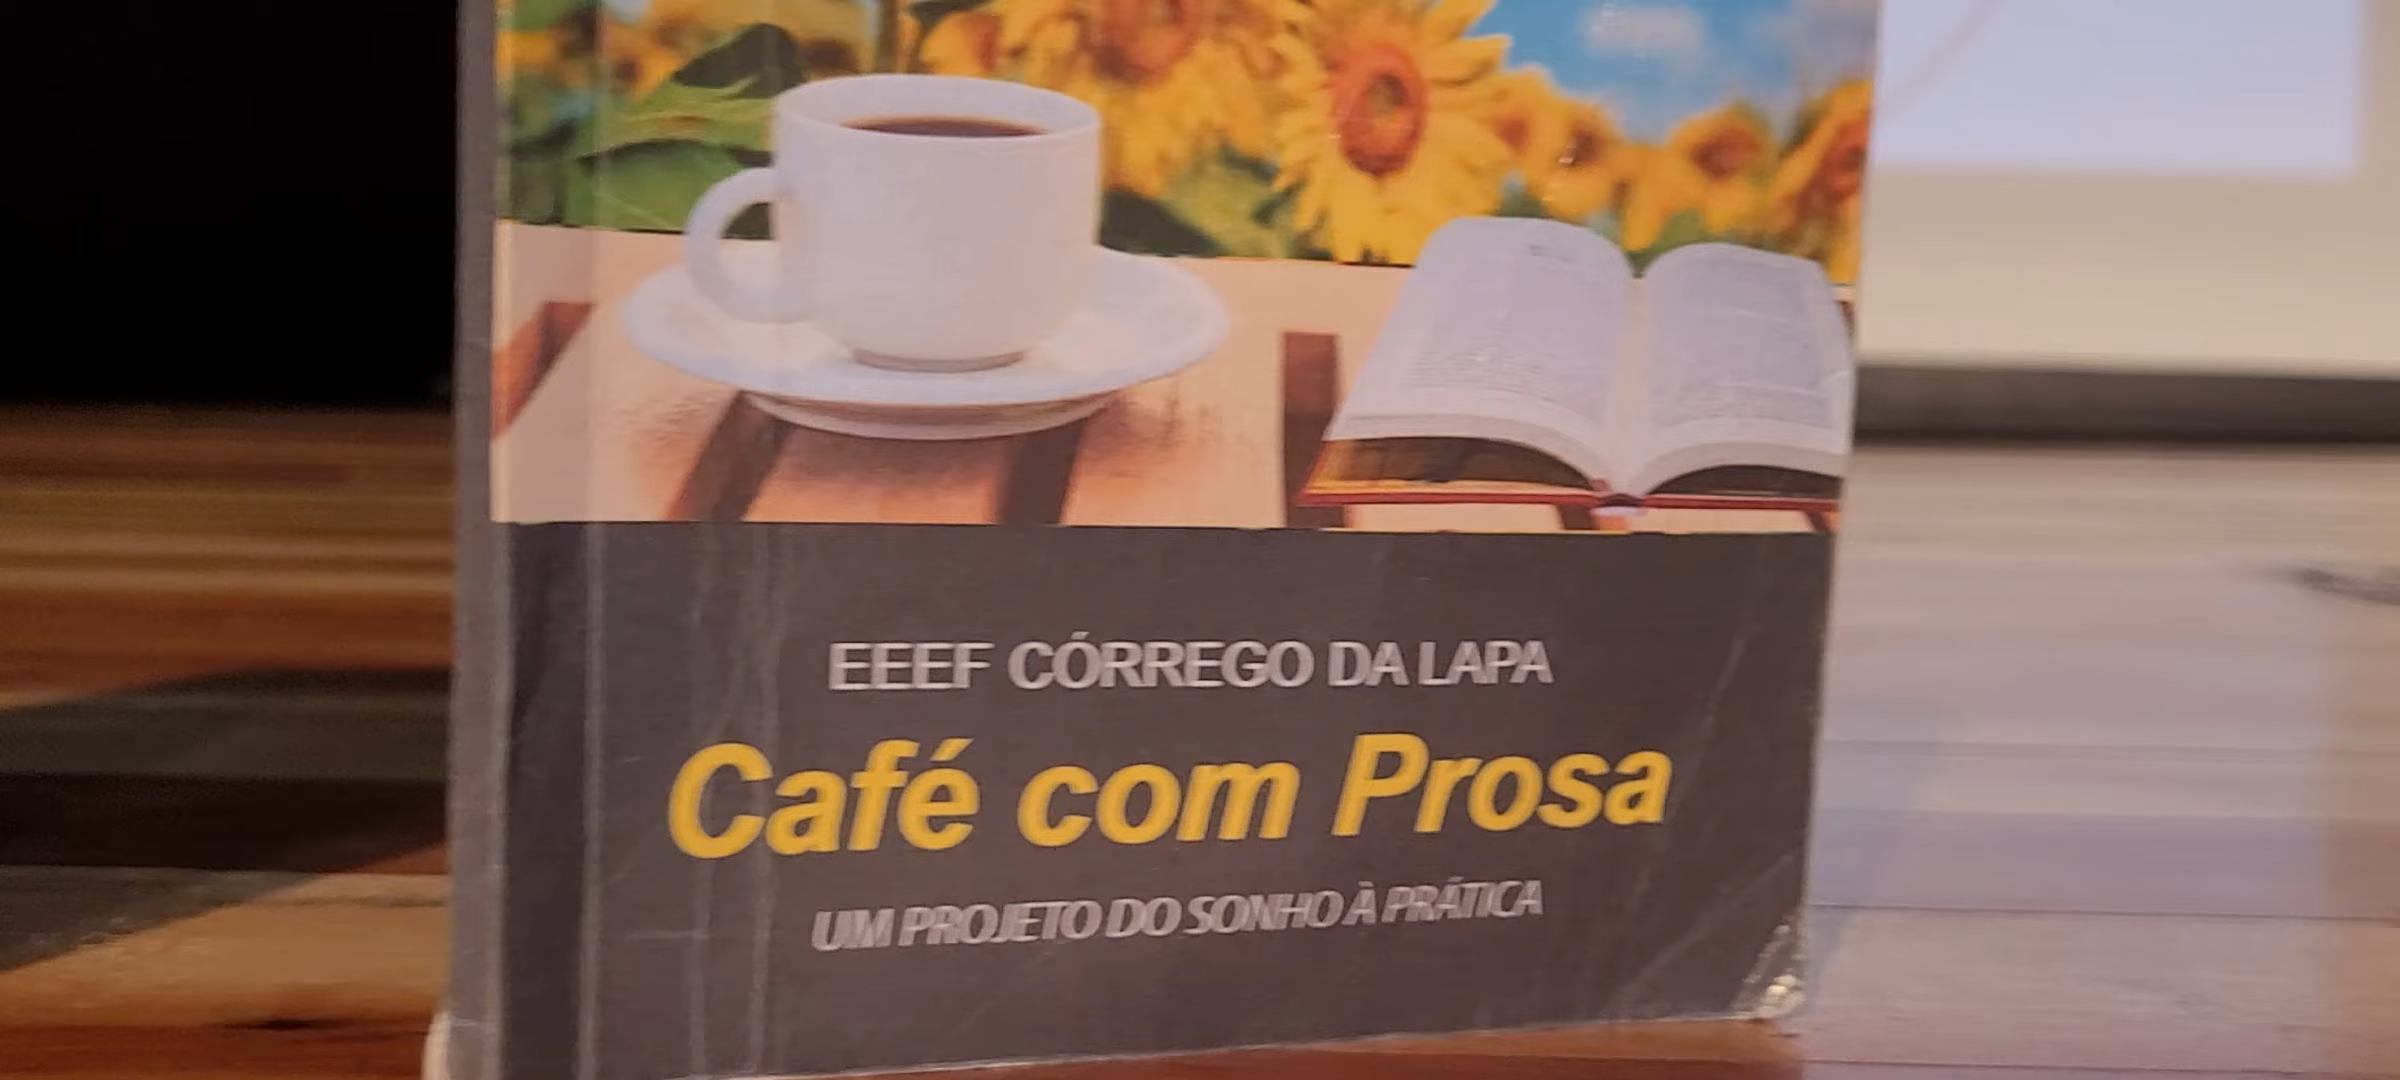 EEEF CÓRREGO DA LAPA
Café com Prosa
UM PROJETO DO SONHO À PRÁTICA